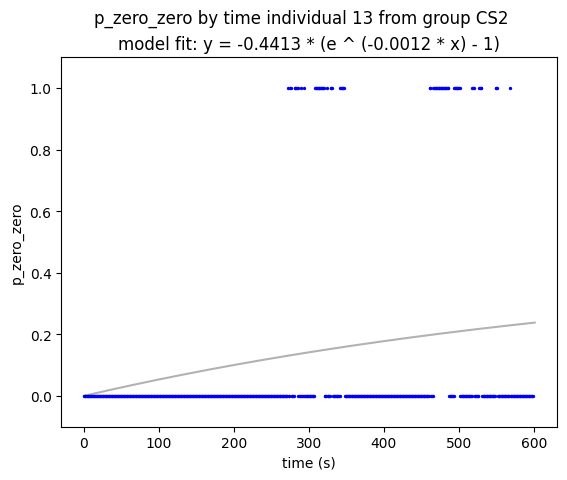 p_zero_zero by time individual 13 from group CS2
model fit: y = -0.4413 * (e ^ (-0.0012 * x) - 1)
1.0
0.8
0.6
0.4
0.2
0.0
p_zero_zero
0 100 200 300 400 500 600
time (s)